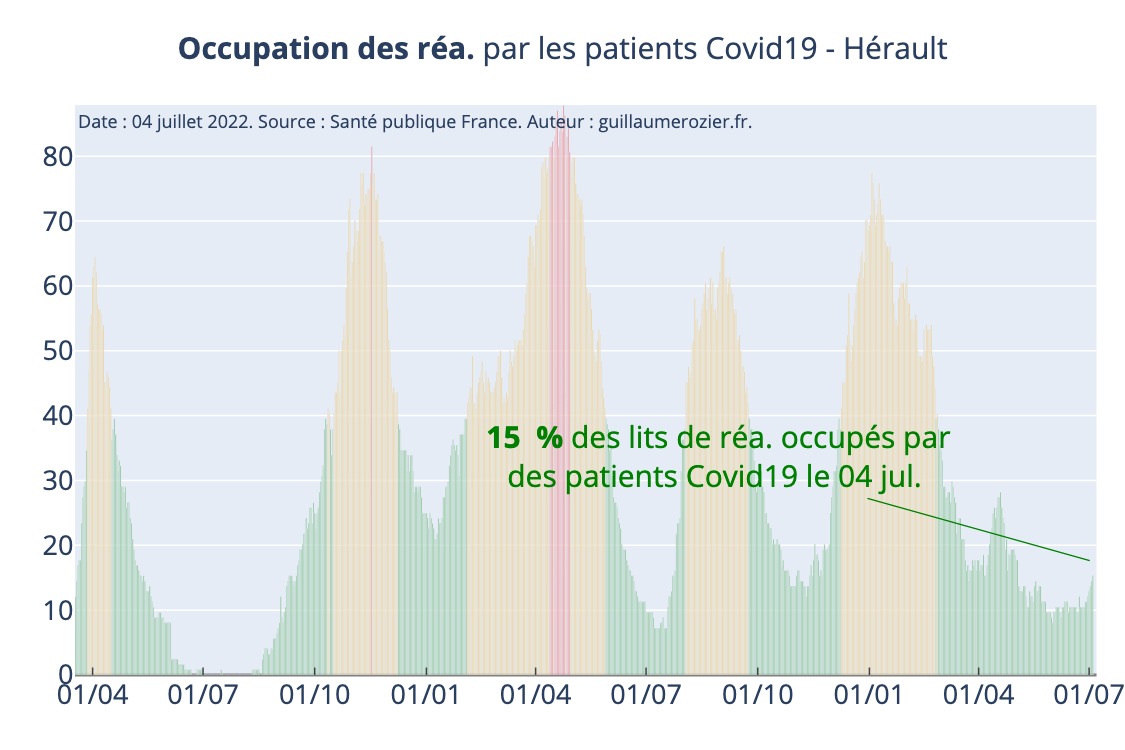 Occupation des réa. par les patients Covid19 - Hérault
Date : 04 juillet 2022. Source : Santé publique France. Auteur : guillaumerozier.fr.
80
70
60
50
40
30
20
10
0
15 % des lits de réa. occupés par
des patients Covid19 le 04 jul.
01/04 01/07 01/10 01/01 01/04 01/07 01/10 01/01 01/04 01/07